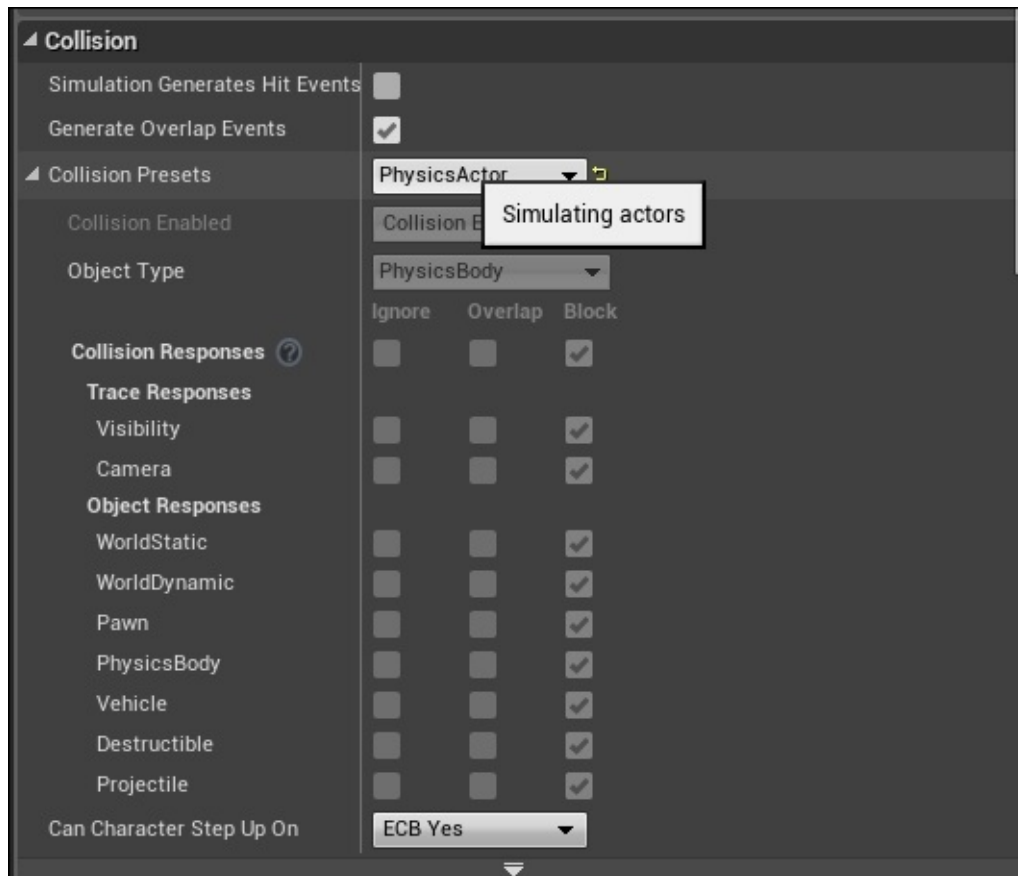 Collision
Simulation Generates Hit Events
Generate Overlap Events
Collision Presets PhysicsActor
Simulating actors
Collision Enabled Collision
Object Type PhysicsBody
Ignore Overlap Block
Collision Responses ?
Trace Responses
Visibility
Camera
Object Responses
WorldStatic
WorldDynamic
Pawn
PhysicsBody
Vehicle
Destructible
Projectile
Can Character Step Up On ECB Yes